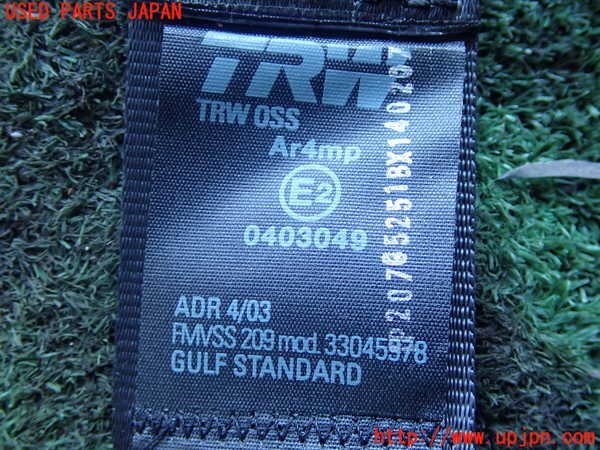 USED PARTS JAPAN
TRW
TRW OSS
Ar4mp
E2
0403049
ADR 4/03
FMVSS 209 mod. 33045978
GULF STANDARD
http://www.upjpn.com